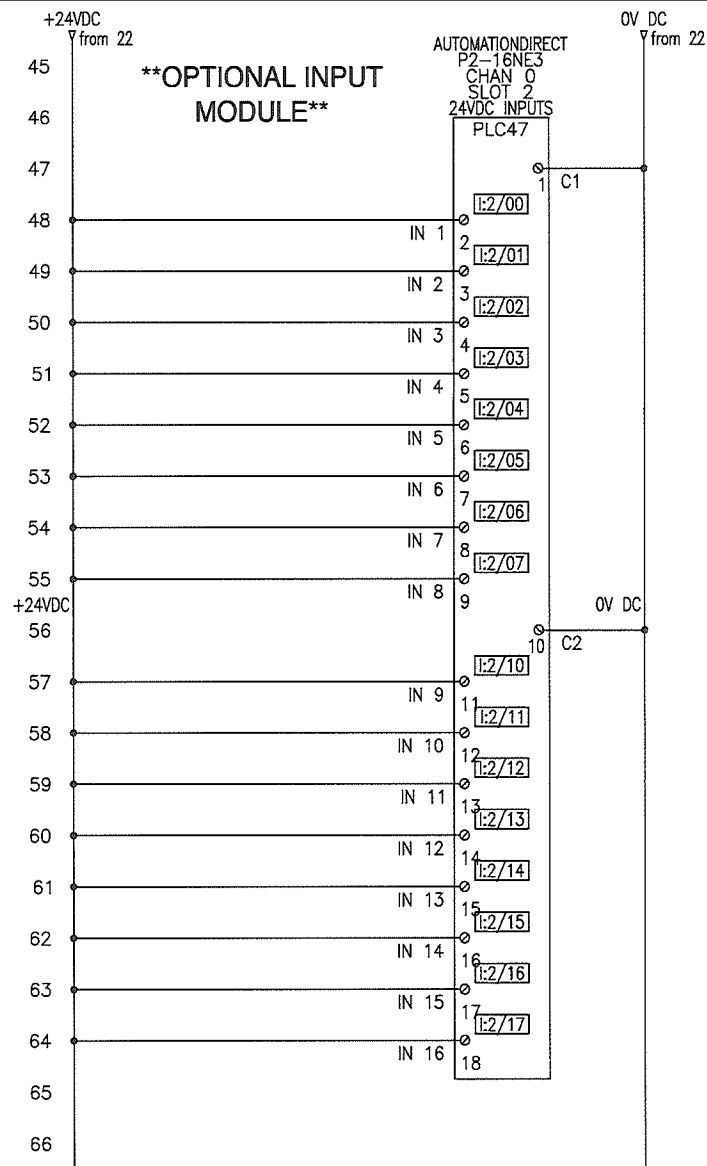 +24VDC
from 22
0V DC
from 22
45
**OPTIONAL INPUT
MODULE**
AUTOMATIONDIRECT
P2-16NE3
CHAN 0
SLOT 2
24VDC INPUTS
PLC47
46
47
1
C1
48
IN 1
2
I:2/00
49
IN 2
3
I:2/01
50
IN 3
4
I:2/02
51
IN 4
5
I:2/03
52
IN 5
6
I:2/04
53
IN 6
7
I:2/05
54
IN 7
8
I:2/06
55
IN 8
9
I:2/07
+24VDC
0V DC
56
10
C2
57
IN 9
11
I:2/10
58
IN 10
12
I:2/11
59
IN 11
13
I:2/12
60
IN 12
14
I:2/13
61
IN 13
15
I:2/14
62
IN 14
16
I:2/15
63
IN 15
17
I:2/16
64
IN 16
18
I:2/17
65
66